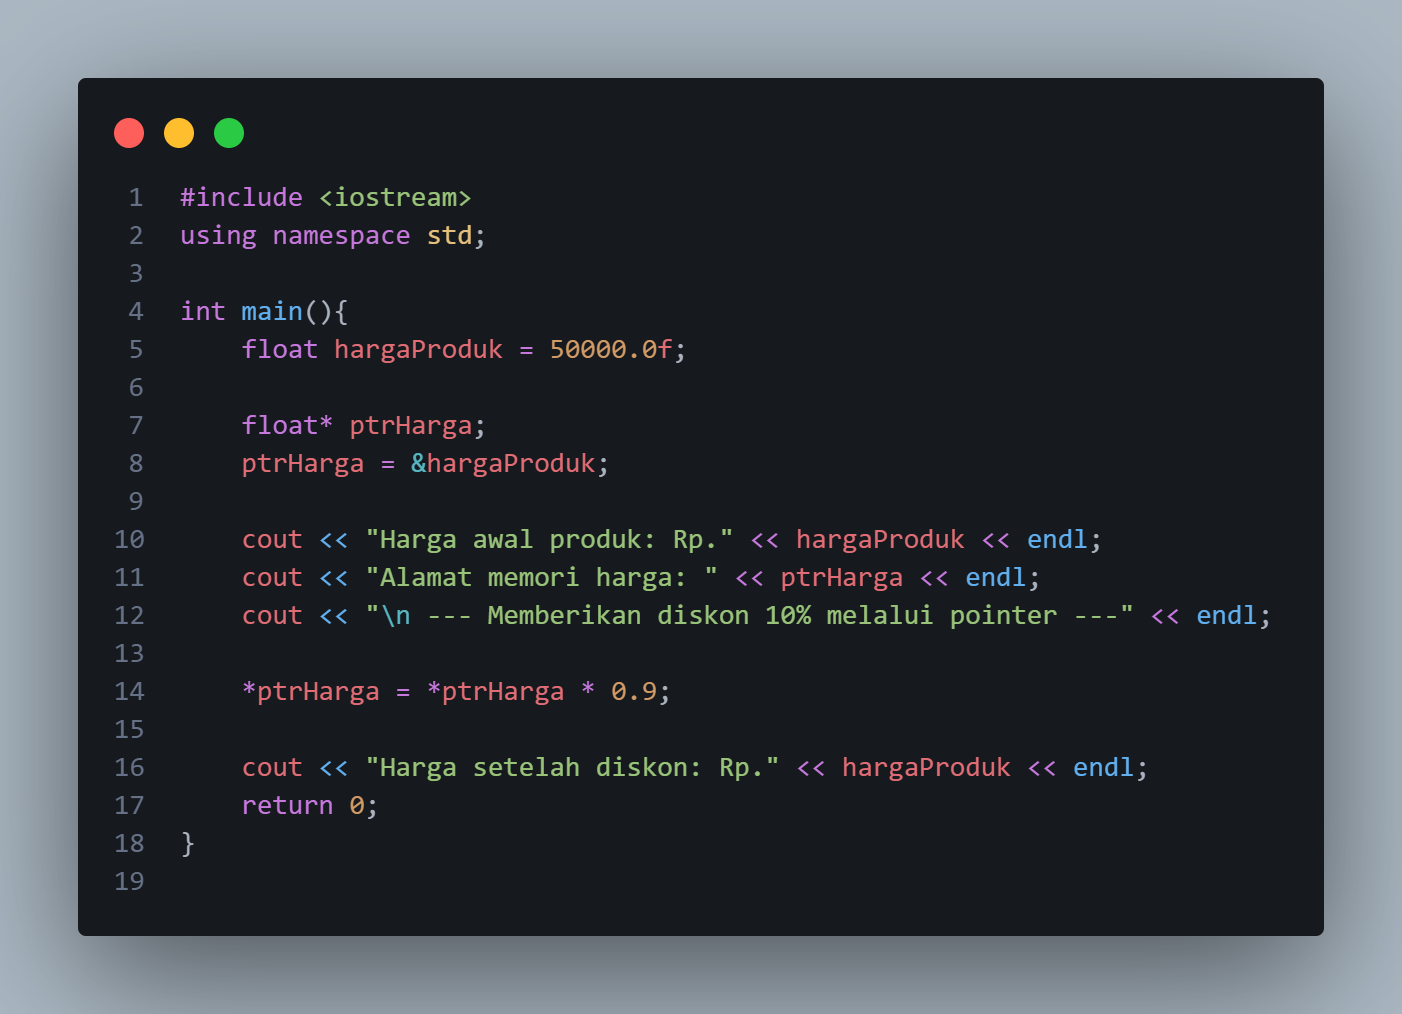 1 #include <iostream>
2 using namespace std;
3
4 int main(){
5     float hargaProduk = 50000.0f;
6
7     float* ptrHarga;
8     ptrHarga = &hargaProduk;
9
10     cout << "Harga awal produk: Rp." << hargaProduk << endl;
11     cout << "Alamat memori harga: " << ptrHarga << endl;
12     cout << "\n --- Memberikan diskon 10% melalui pointer ---" << endl;
13
14     *ptrHarga = *ptrHarga * 0.9;
15
16     cout << "Harga setelah diskon: Rp." << hargaProduk << endl;
17     return 0;
18 }
19